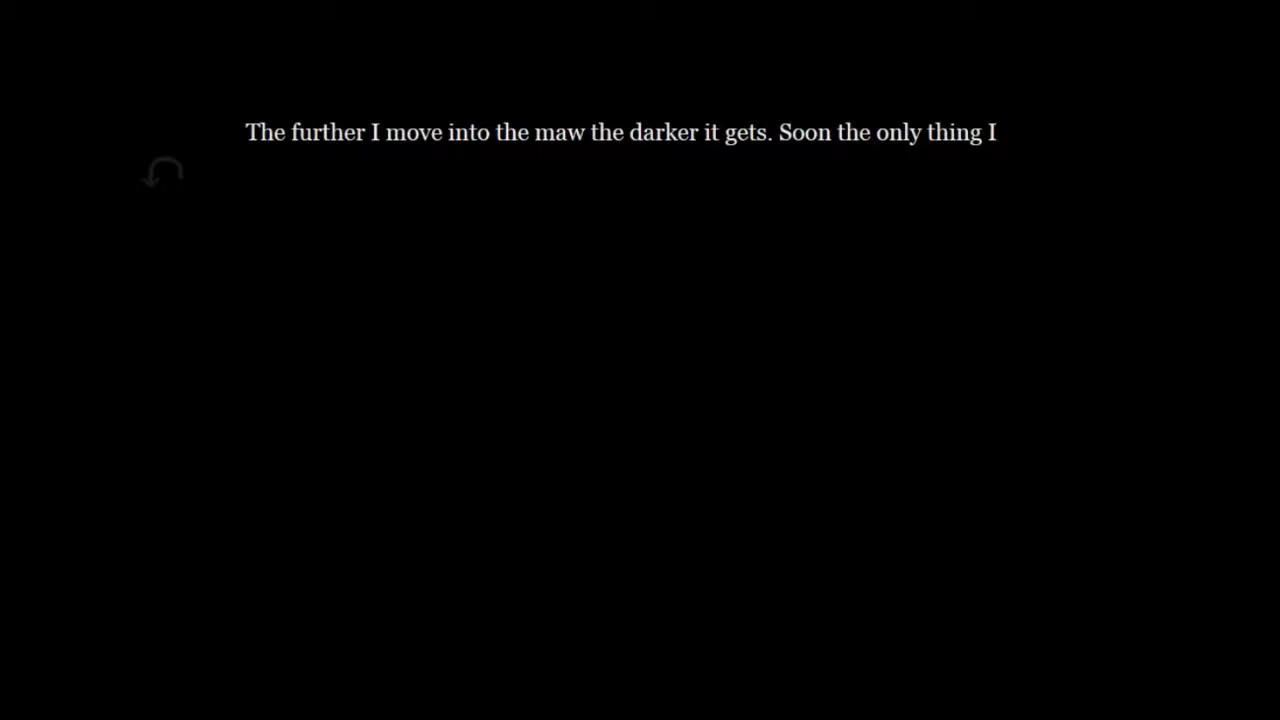 The further I move into the maw the darker it gets. Soon the only thing I